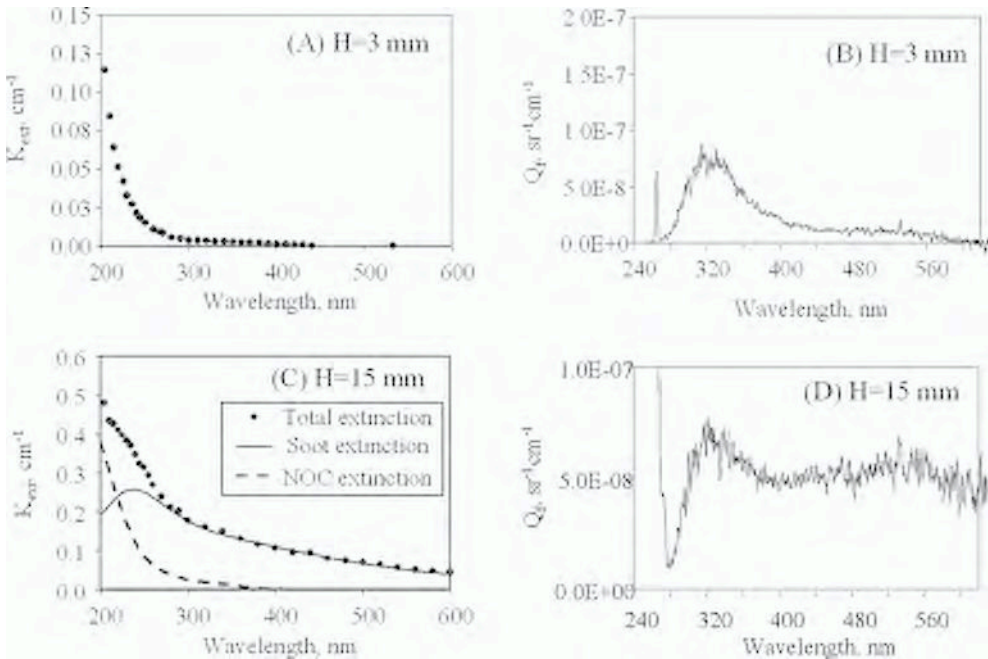 (A) H=3 mm
K_ext, cm⁻¹
0.15
0.13
0.10
0.08
0.05
0.03
0.00
200 300 400 500 600
Wavelength, nm
(B) H=3 mm
Q_f, sr⁻¹cm⁻¹
2 0E-7
1 5E-7
1 0E-7
5.0E-8
0.0E+0
240 320 400 480 560
Wavelength, nm
(C) H=15 mm
K_ext, cm⁻¹
0.6
0.5
0.4
0.3
0.2
0.1
0.0
Total extinction
Soot extinction
NOC extinction
200 300 400 500 600
Wavelength, nm
(D) H=15 mm
Q_f, sr⁻¹cm⁻¹
1.0E-07
5.0E-08
0.0E+00
240 320 400 480 560
Wavelength, nm